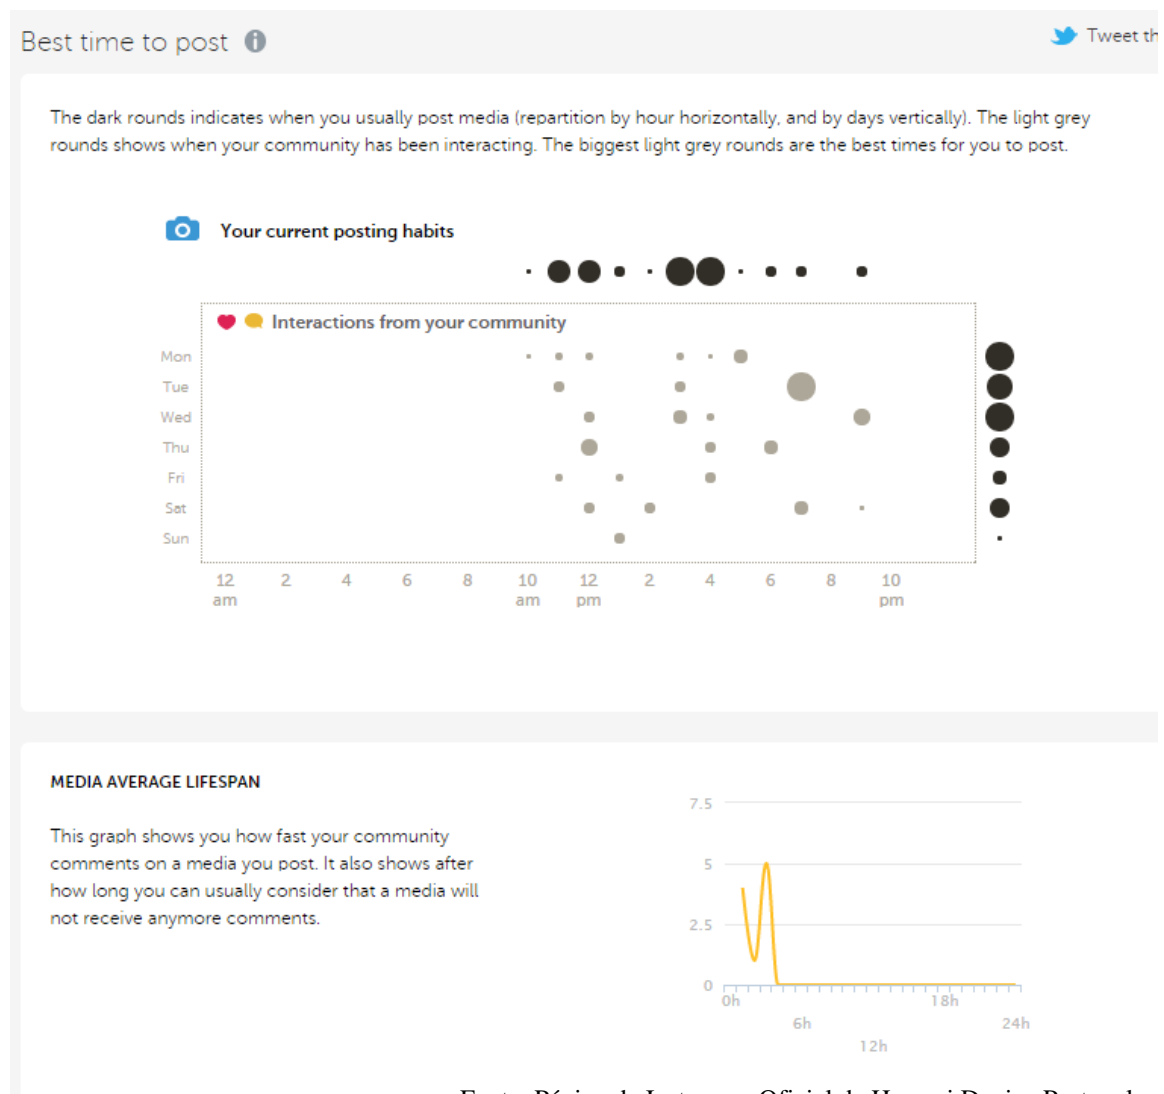 Best time to post i
Tweet th
The dark rounds indicates when you usually post media (repartition by hour horizontally, and by days vertically). The light grey
rounds shows when your community has been interacting. The biggest light grey rounds are the best times for you to post.
Your current posting habits
Interactions from your community
Mon
Tue
Wed
Thu
Fri
Sat
Sun
12 2 4 6 8 10 12 2 4 6 8 10
am am pm pm
MEDIA AVERAGE LIFESPAN
This graph shows you how fast your community
comments on a media you post. It also shows after
how long you can usually consider that a media will
not receive anymore comments.
7.5
5
2.5
0
0h 18h
6h 24h
12h